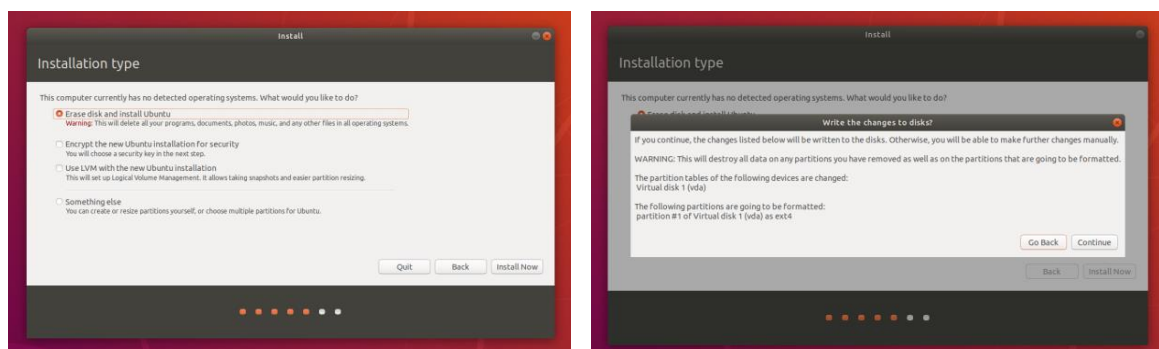 Install
Installation type
This computer currently has no detected operating systems. What would you like to do?
Erase disk and install Ubuntu
Warning: This will delete all your programs, documents, photos, music, and any other files in all operating systems.
Encrypt the new Ubuntu installation for security
You will choose a security key in the next step.
Use LVM with the new Ubuntu installation
This will set up Logical Volume Management. It allows taking snapshots and easier partition resizing.
Something else
You can create or resize partitions yourself, or choose multiple partitions for Ubuntu.
Quit Back Install Now
Install
Installation type
This computer currently has no detected operating systems. What would you like to do?
Erase disk and install Ubuntu
Write the changes to disks?
If you continue, the changes listed below will be written to the disks. Otherwise, you will be able to make further changes manually.
WARNING: This will destroy all data on any partitions you have removed as well as on the partitions that are going to be formatted.
The partition tables of the following devices are changed:
Virtual disk 1 (vda)
The following partitions are going to be formatted:
partition #1 of Virtual disk 1 (vda) as ext4
Go Back Continue
Back Install Now